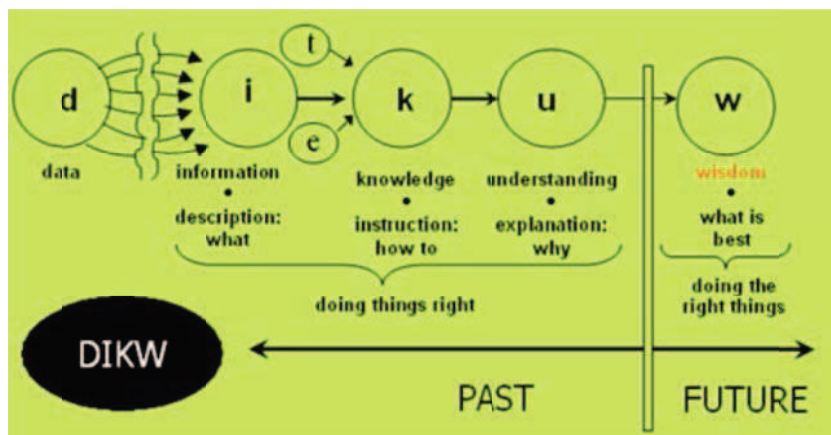 d
i
t
e
k
u
w
data
information
•
description:
what
knowledge
•
instruction:
how to
understanding
•
explanation:
why
wisdom
•
what is
best
doing things right
doing the
right things
DIKW
PAST
FUTURE